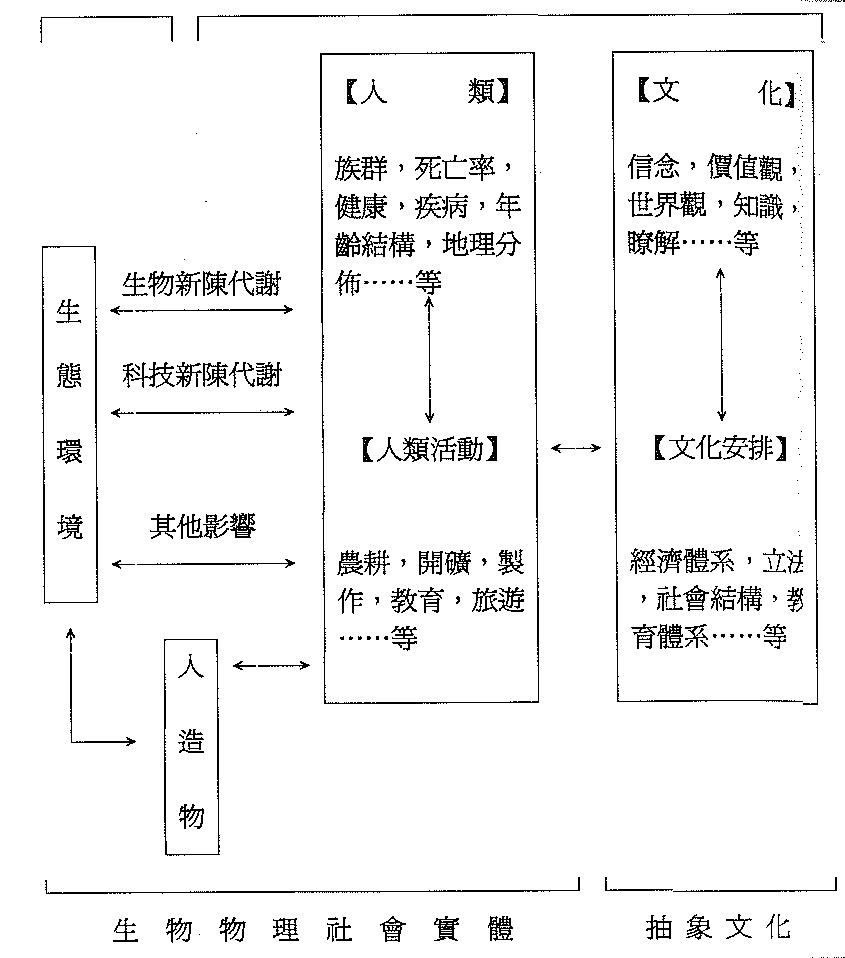 【人　　類】
族群，死亡率，
健康，疾病，年
齡結構，地理分
佈……等
【人類活動】
農耕，開礦，製
作，教育，旅遊
……等
【文　　化】
信念，價值觀，
世界觀，知識，
瞭解……等
【文化安排】
經濟體系，立法
，社會結構，教
育體系……等
生物新陳代謝
科技新陳代謝
其他影響
生態環境
人造物
生物物理社會實體
抽象文化